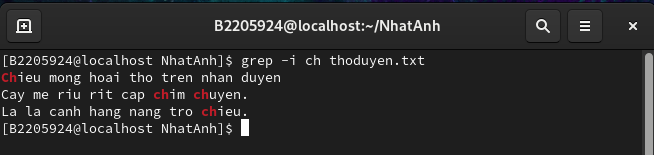 B2205924@localhost:~/NhatAnh
[B2205924@localhost NhatAnh]$ grep -i ch thoduyen.txt
Chieu mong hoai tho tren nhan duyen
Cay me riu rit cap chim chuyen.
La la canh hang nang tro chieu.
[B2205924@localhost NhatAnh]$